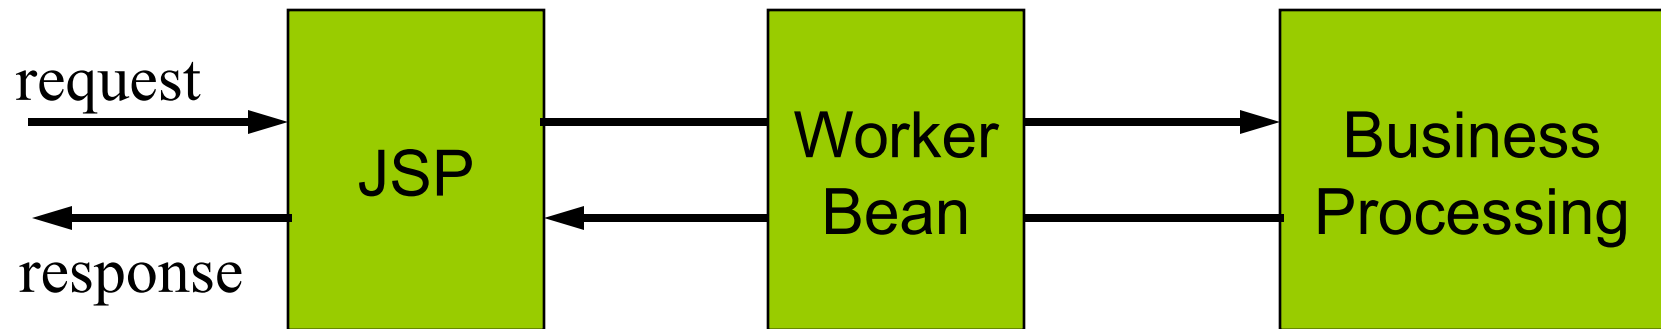 request
response
JSP
Worker
Bean
Business
Processing